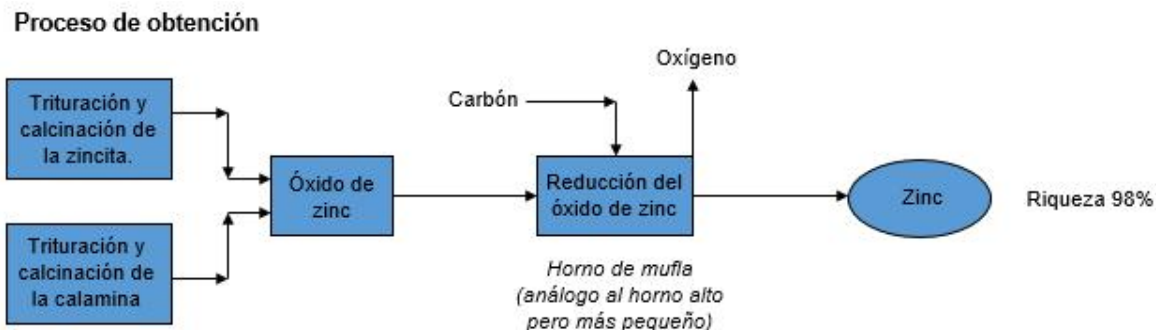 Proceso de obtención
Trituración y
calcinación de
la zincita.
Trituración y
calcinación de
la calamina
Óxido de
zinc
Carbón
Oxígeno
Reducción del
óxido de zinc
Horno de mufla
(análogo al horno alto
pero más pequeño)
Zinc
Riqueza 98%